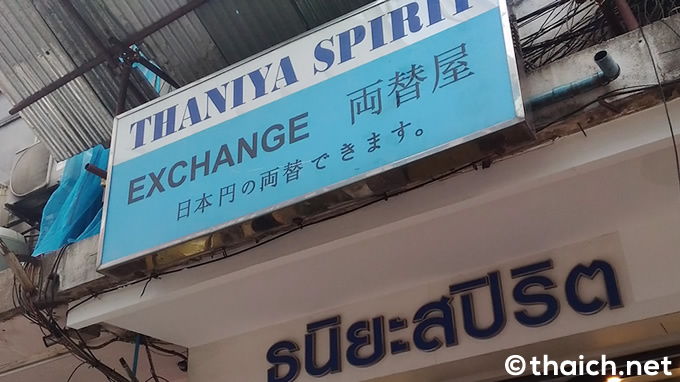 THANIYA SPIRIT
EXCHANGE 両替屋
日本円の両替できます。
ธนิยะสปิริต
©thaich.net